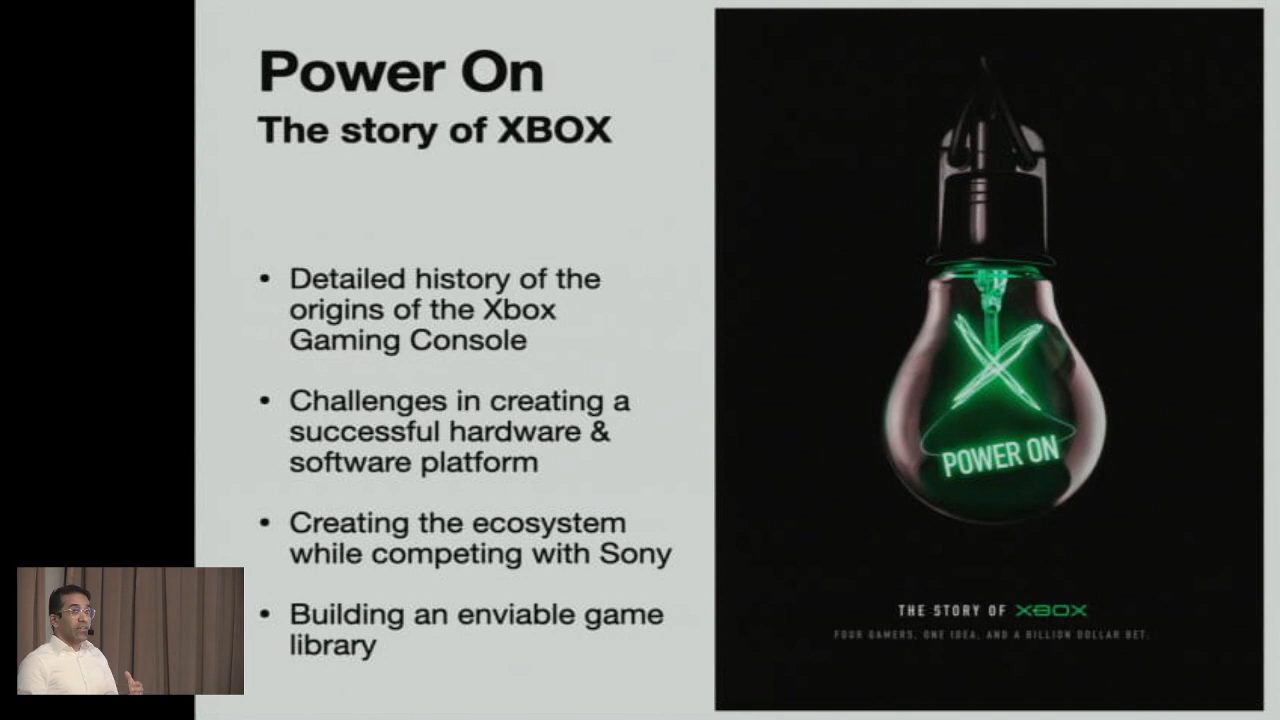 Power On
The story of XBOX
• Detailed history of the
origins of the Xbox
Gaming Console
• Challenges in creating a
successful hardware &
software platform
• Creating the ecosystem
while competing with Sony
• Building an enviable game
library
POWER ON
THE STORY OF XBOX
FOUR GAMERS, ONE IDEA, AND A BILLION DOLLAR BET.